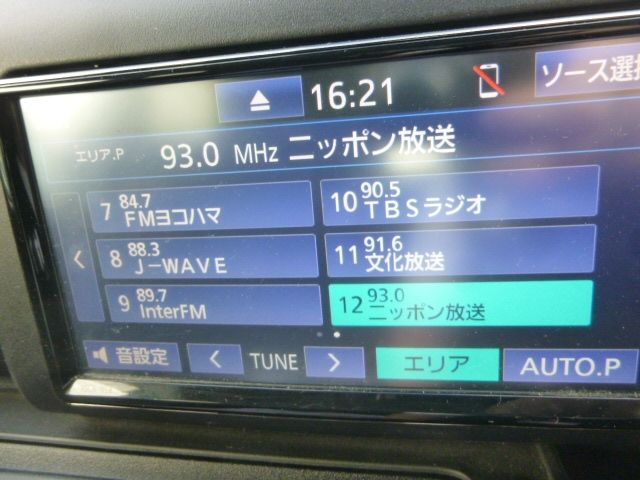 16:21 ソース選
エリア.P 93.0 MHz ニッポン放送
7 84.7 FMヨコハマ
8 88.3 J-WAVE
9 89.7 InterFM
10 90.5 TBSラジオ
11 91.6 文化放送
12 93.0 ニッポン放送
音設定 TUNE エリア AUTO.P